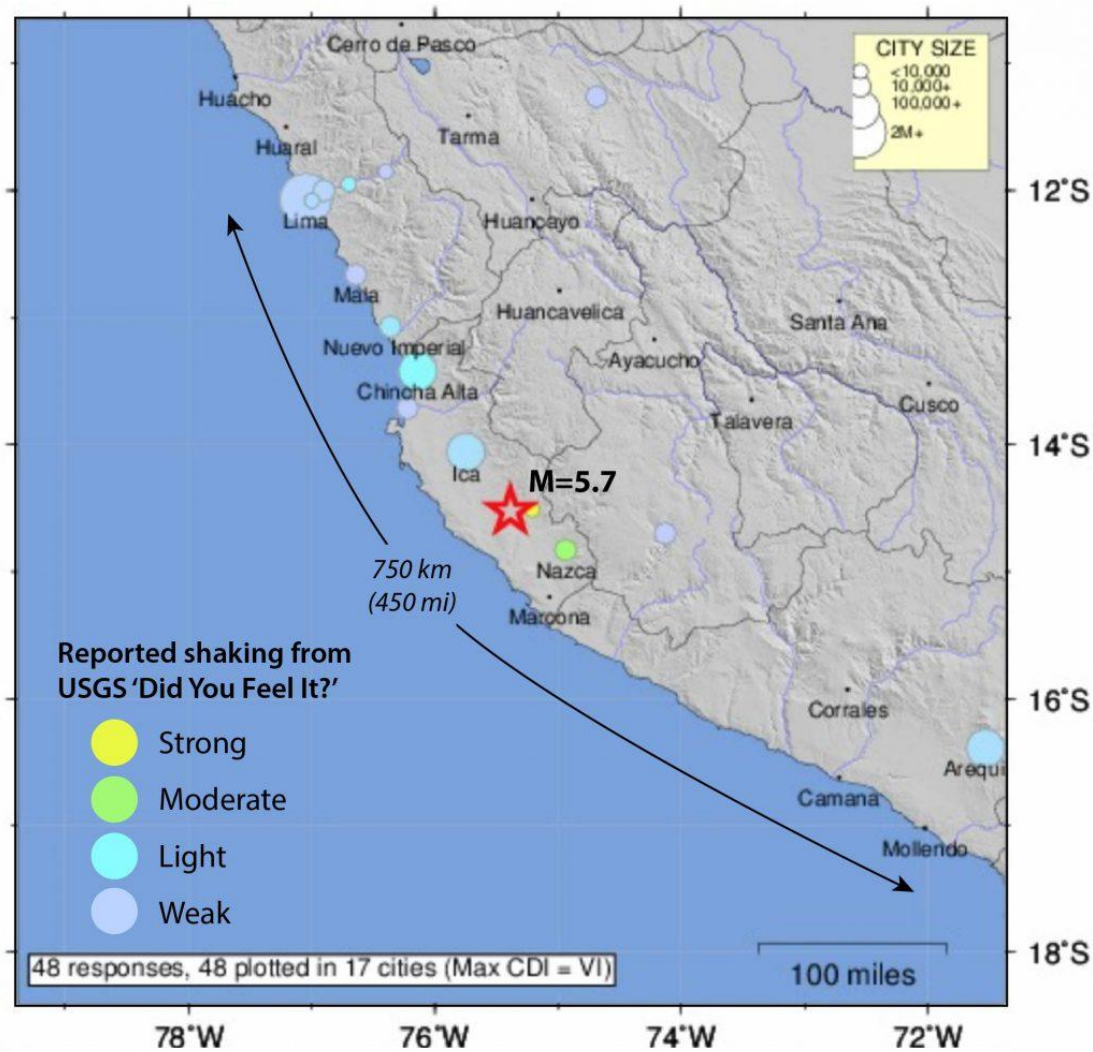 Cerro de Pasco
CITY SIZE
<10,000
10,000+
100,000+
2M+
Huacho
Tarma
Huaral
12°S
Lima
Huancayo
Mala
Huancavelica
Santa Ana
Nuevo Imperial
Ayacucho
Chincha Alta
Cusco
Talavera
14°S
Ica
M=5.7
750 km
(450 mi)
Nazca
Marcona
Reported shaking from
USGS ‘Did You Feel It?’
Strong
Moderate
Light
Weak
16°S
Corrales
Arequi
Camana
Mollendo
48 responses, 48 plotted in 17 cities (Max CDI = VI)
100 miles
18°S
78°W
76°W
74°W
72°W